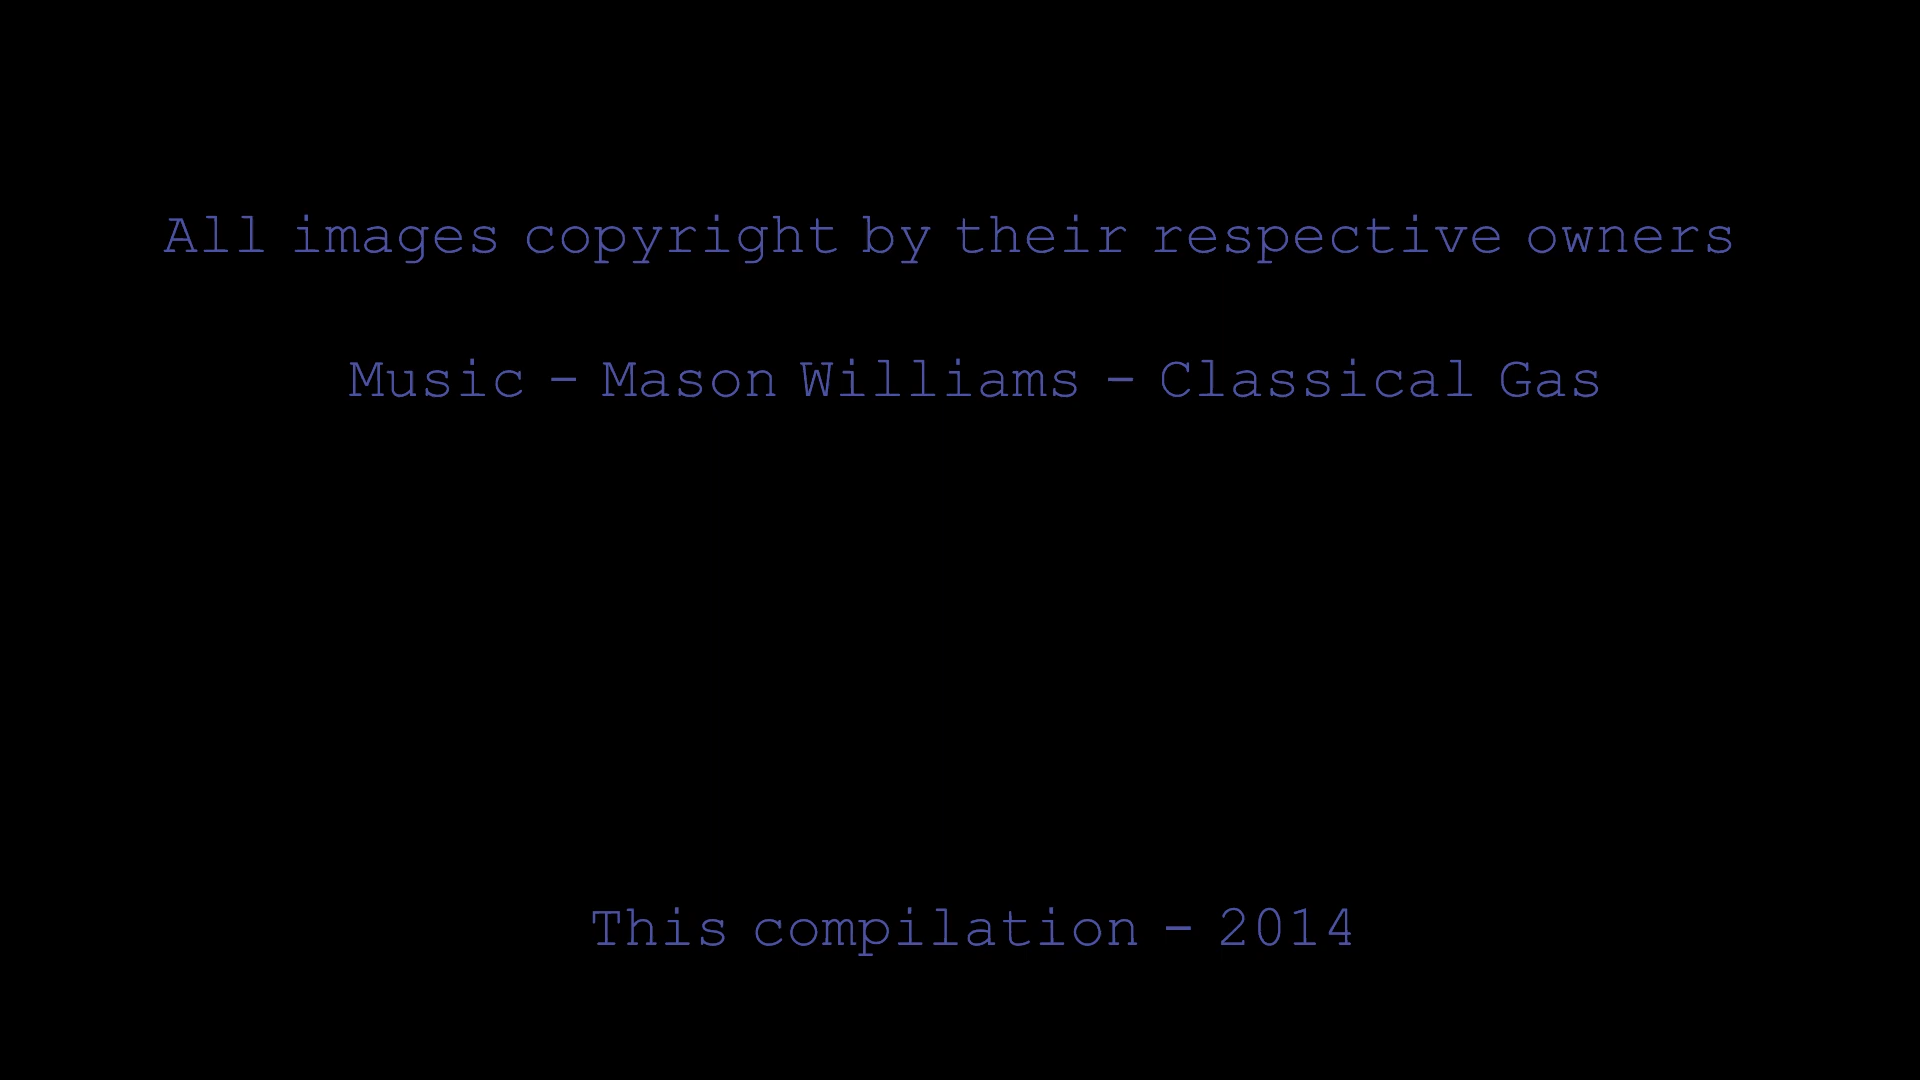 All images copyright by their respective owners
Music - Mason Williams - Classical Gas
This compilation - 2014